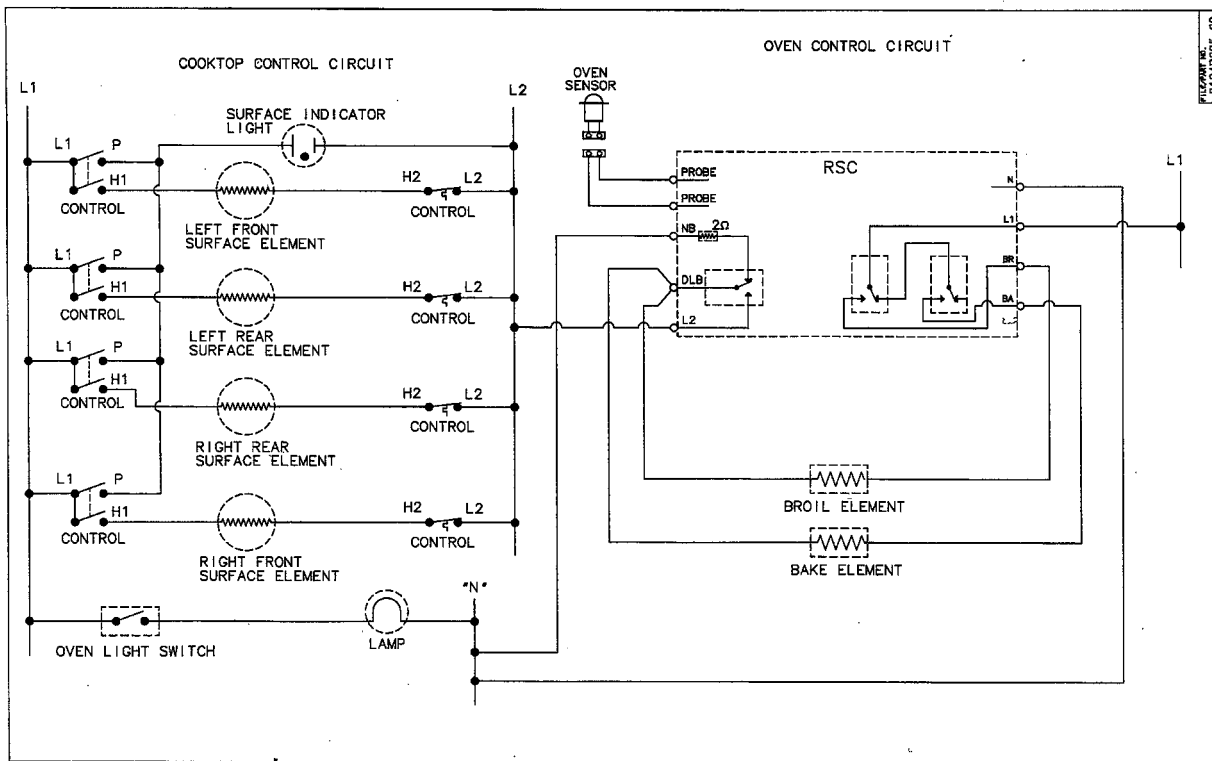 OVEN CONTROL CIRCUIT
COOKTOP CONTROL CIRCUIT
L1
L2
OVEN
SENSOR
SURFACE INDICATOR
LIGHT
L1
P
H1
CONTROL
LEFT FRONT
SURFACE ELEMENT
H2
L2
CONTROL
L1
P
H1
CONTROL
LEFT REAR
SURFACE ELEMENT
H2
L2
CONTROL
L1
P
H1
CONTROL
RIGHT REAR
SURFACE ELEMENT
H2
L2
CONTROL
L1
P
H1
CONTROL
RIGHT FRONT
SURFACE ELEMENT
H2
L2
CONTROL
OVEN LIGHT SWITCH
LAMP
"N"
RSC
PROBE
PROBE
NB
2Ω
DLB
L2
N
L1
BR
BA
L1
BROIL ELEMENT
BAKE ELEMENT